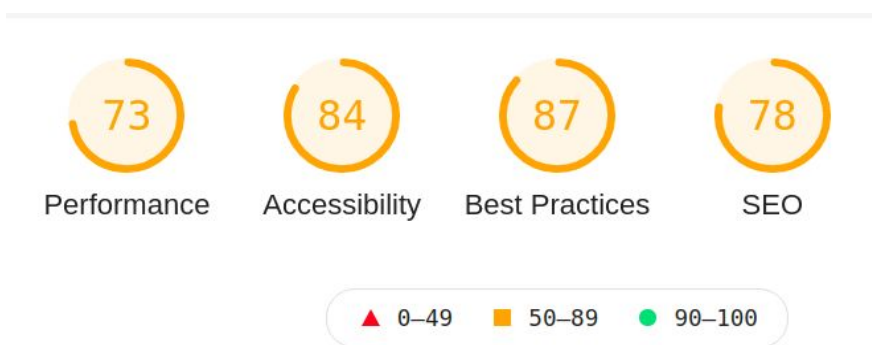 73 84 87 78
Performance Accessibility Best Practices SEO
0–49 50–89 90–100